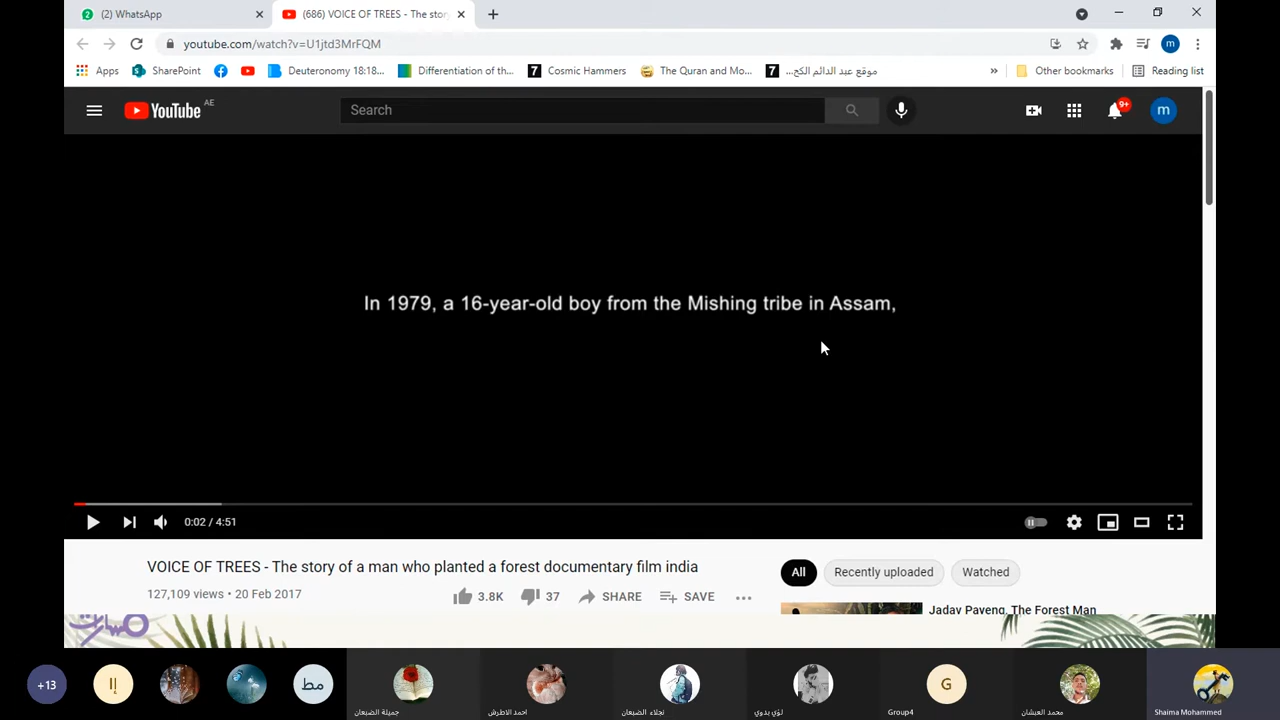 (2) WhatsApp
(686) VOICE OF TREES - The stor
youtube.com/watch?v=U1jtd3MrFQM
Apps
SharePoint
Deuteronomy 18:18...
Differentiation of th...
Cosmic Hammers
The Quran and Mo...
موقع عبد الدائم الكح...
»
Other bookmarks
Reading list
YouTube AE
Search
9+
m
In 1979, a 16-year-old boy from the Mishing tribe in Assam,
0:02 / 4:51
VOICE OF TREES - The story of a man who planted a forest documentary film india
127,109 views • 20 Feb 2017
3.8K
37
SHARE
SAVE
All
Recently uploaded
Watched
Jadav Payeng, The Forest Man
+13
مط
جميلة الضبعان
احمد الاطرش
نجلاء الضبعان
لؤي بدوي
G
Group4
محمد العيشان
Shaima Mohammed